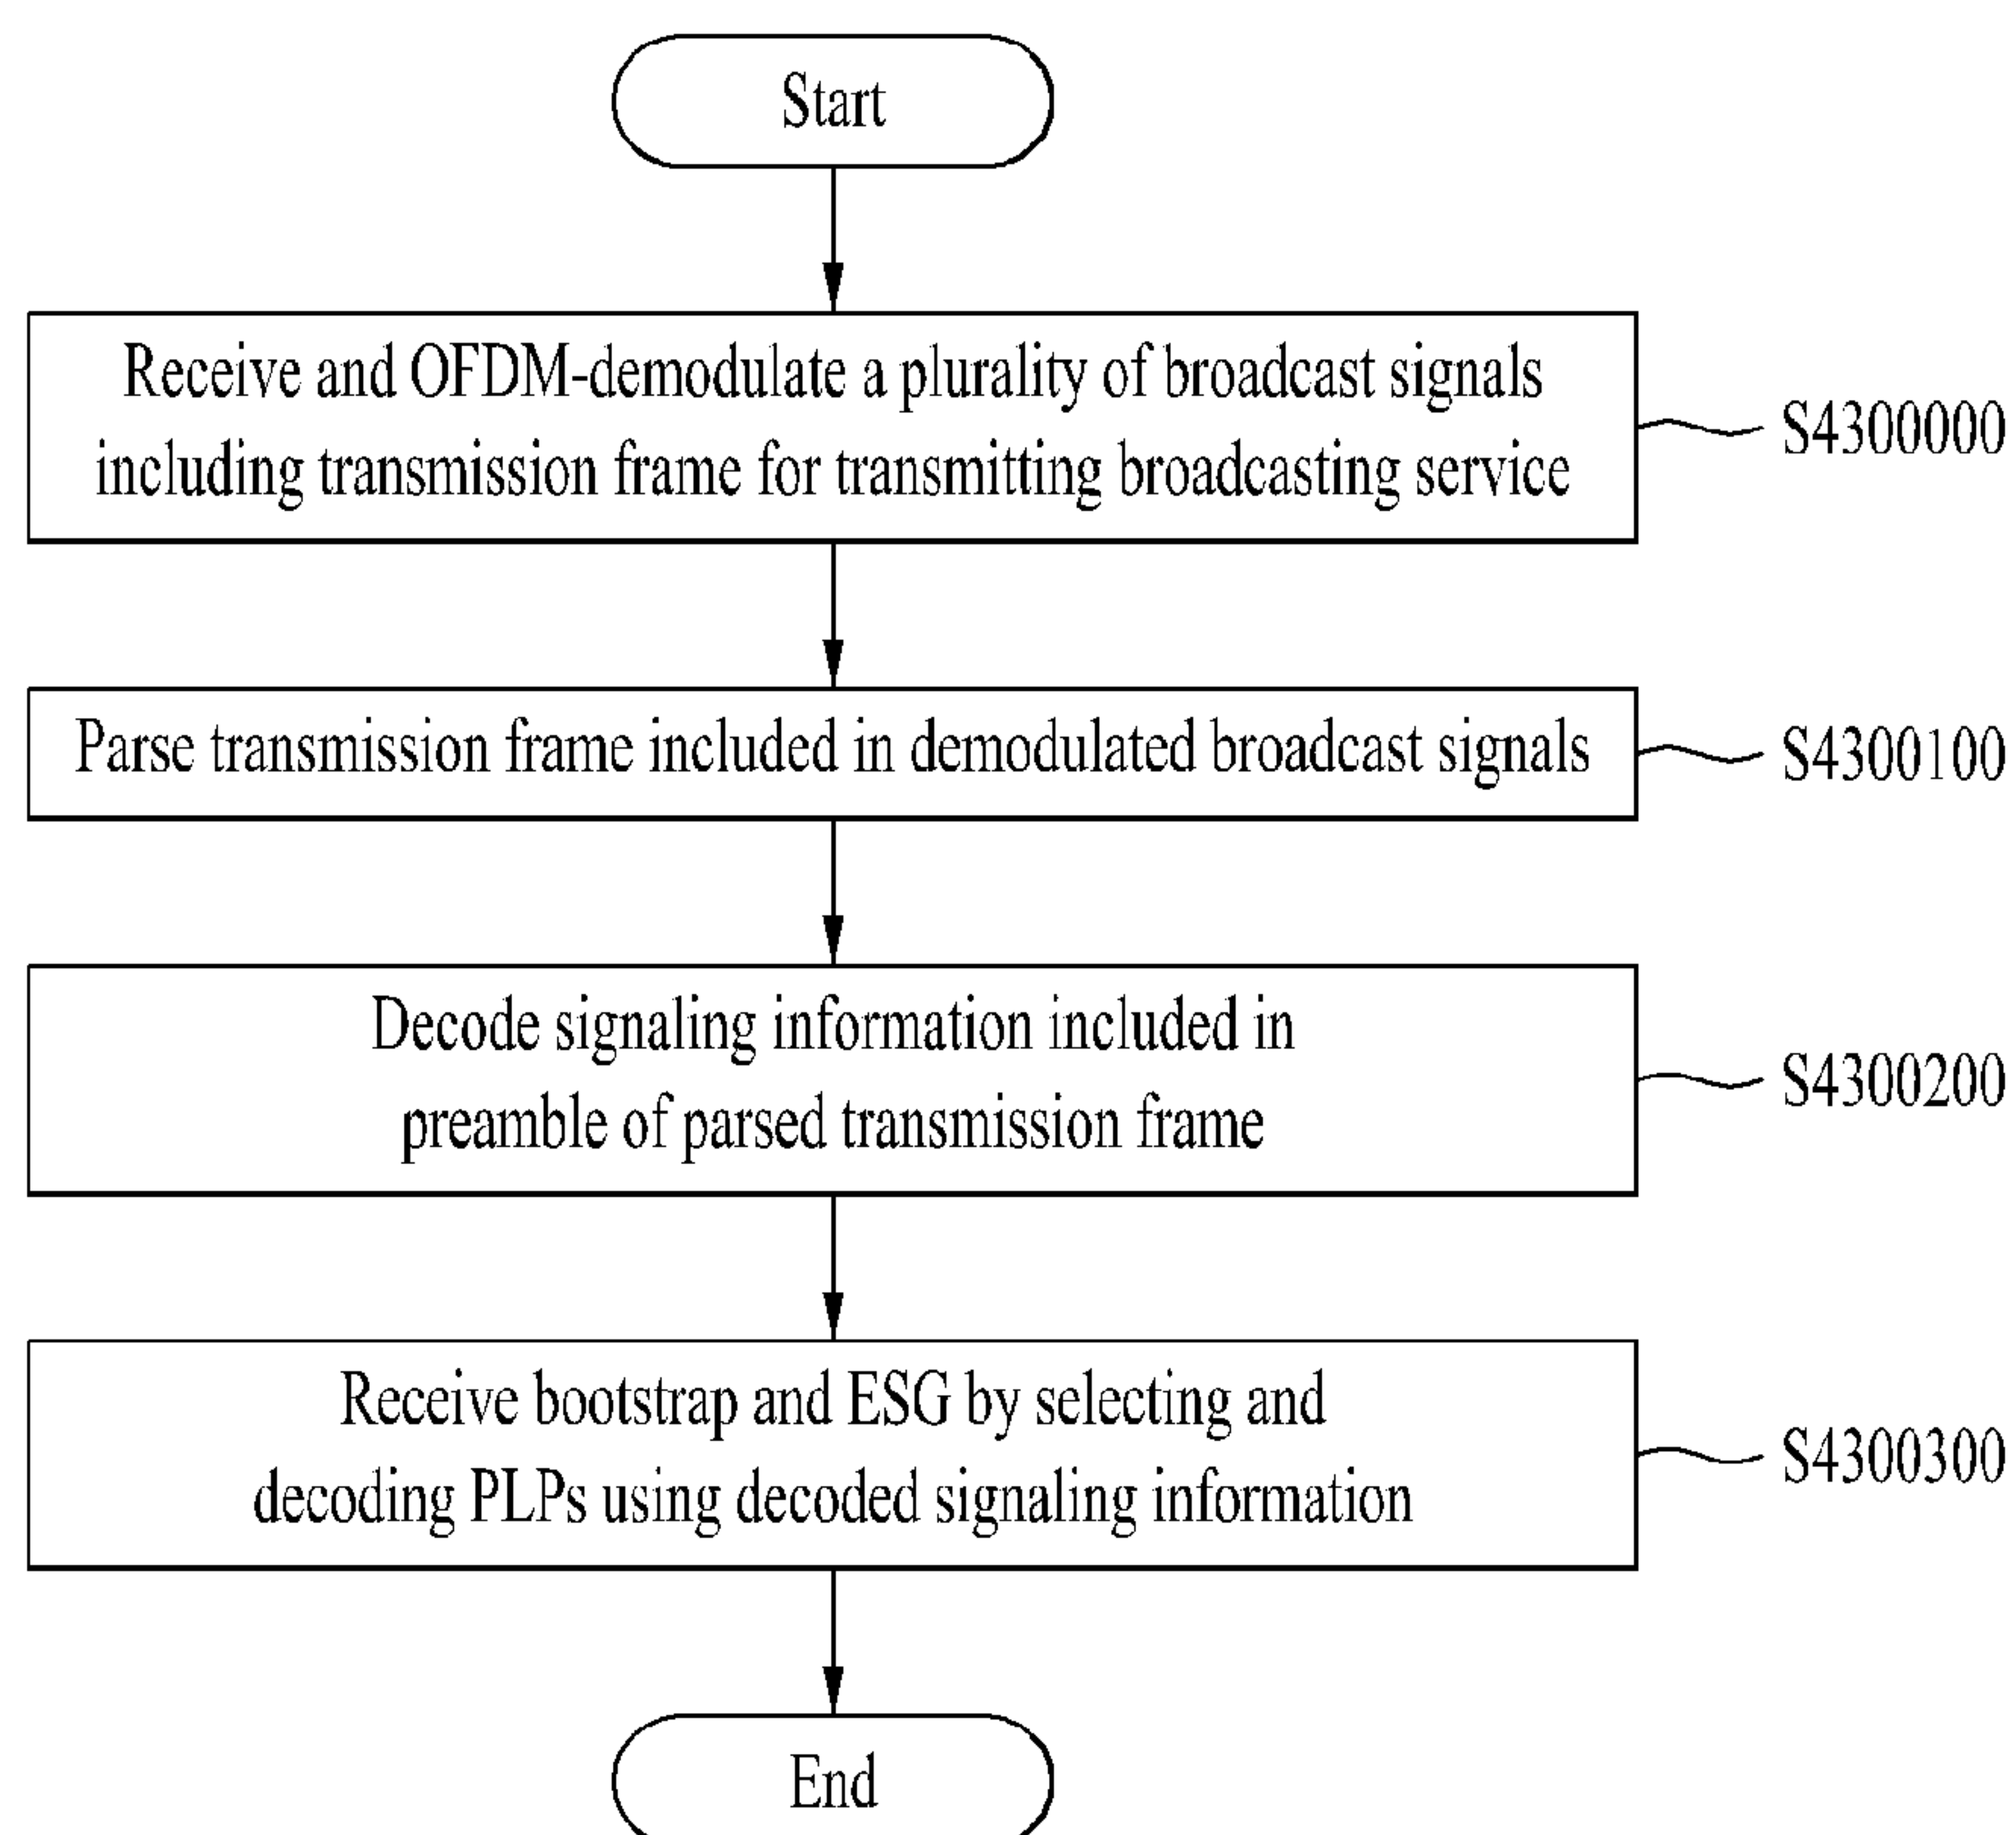 Start
Receive and OFDM-demodulate a plurality of broadcast signals
including transmission frame for transmitting broadcasting service
S4300000
Parse transmission frame included in demodulated broadcast signals
S4300100
Decode signaling information included in
preamble of parsed transmission frame
S4300200
Receive bootstrap and ESG by selecting and
decoding PLPs using decoded signaling information
S4300300
End